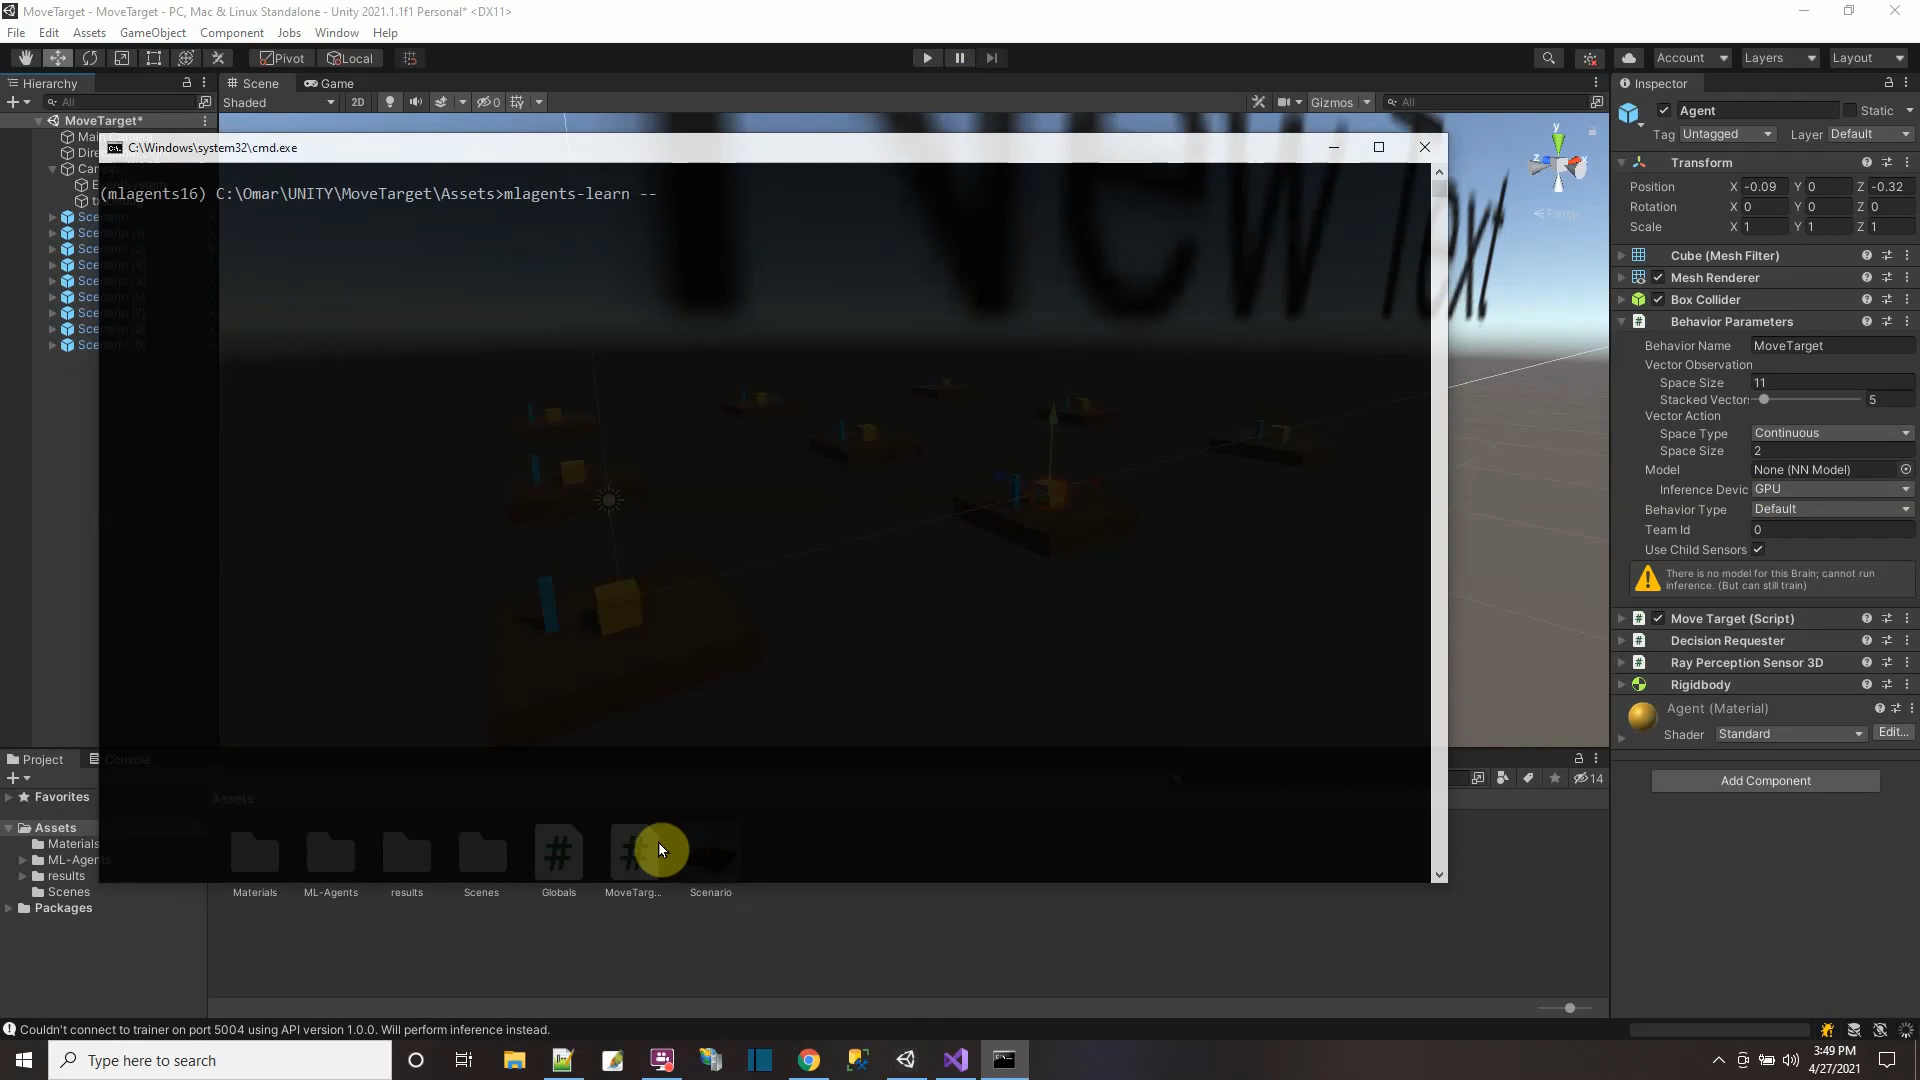 MoveTarget - MoveTarget - PC, Mac & Linux Standalone - Unity 2021.1.1f1 Personal* <DX11>
File Edit Assets GameObject Component Jobs Window Help
Pivot Local Account Layers Layout
Hierarchy
All
MoveTarget*
Scene Game
Shaded 2D 0 Gizmos All
C:\Windows\system32\cmd.exe
(mlagents16) C:\Omar\UNITY\MoveTarget\Assets>mlagents-learn --
New Text
Persp
Inspector
Agent Static
Tag Untagged Layer Default
Transform
Position X -0.09 Y 0 Z -0.32
Rotation X 0 Y 0 Z 0
Scale X 1 Y 1 Z 1
Cube (Mesh Filter)
Mesh Renderer
Box Collider
Behavior Parameters
Behavior Name MoveTarget
Vector Observation
Space Size 11
Stacked Vector 5
Vector Action
Space Type Continuous
Space Size 2
Model None (NN Model)
Inference Devic GPU
Behavior Type Default
Team Id 0
Use Child Sensors
There is no model for this Brain; cannot run
inference. (But can still train)
Move Target (Script)
Decision Requester
Ray Perception Sensor 3D
Rigidbody
Agent (Material)
Shader Standard Edit...
Add Component
Project Console
14
Favorites
Assets
Materials
ML-Agents
results
Scenes
Packages
Assets
Materials ML-Agents results Scenes Globals MoveTarg... Scenario
Couldn't connect to trainer on port 5004 using API version 1.0.0. Will perform inference instead.
Type here to search
3:49 PM
4/27/2021